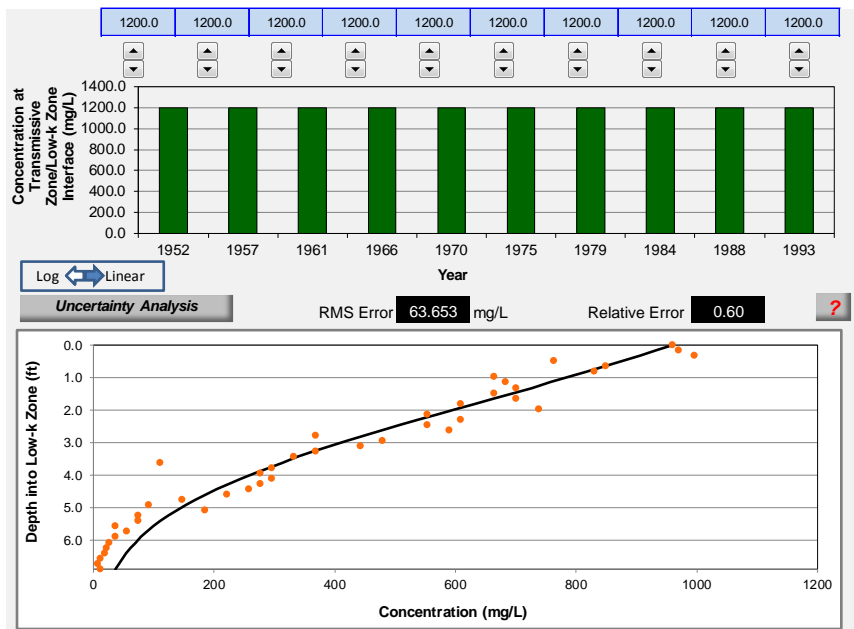 1200.0 1200.0 1200.0 1200.0 1200.0 1200.0 1200.0 1200.0 1200.0 1200.0
Concentration at
Transmissive
Zone/Low-k Zone
Interface (mg/L)
1400.0
1200.0
1000.0
800.0
600.0
400.0
200.0
0.0
1952 1957 1961 1966 1970 1975 1979 1984 1988 1993
Year
Log Linear
Uncertainty Analysis
RMS Error 63.653 mg/L
Relative Error 0.60
?
Depth into Low-k Zone (ft)
0.0
1.0
2.0
3.0
4.0
5.0
6.0
0 200 400 600 800 1000 1200
Concentration (mg/L)